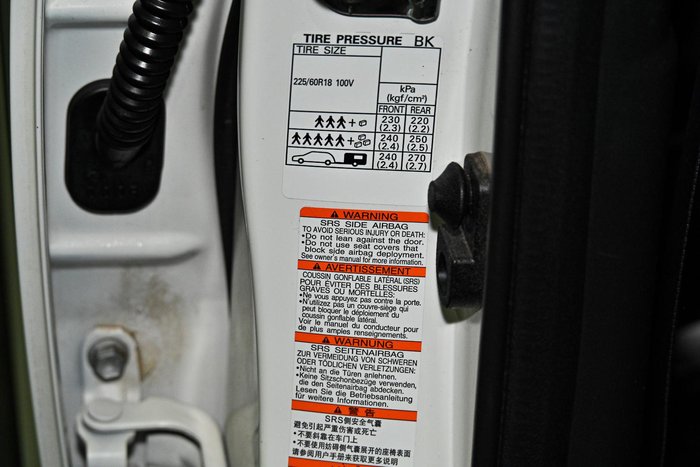 TIRE PRESSURE BK
TIRE SIZE
225/60R18 100V
kPa
(kgf/cm²)
FRONT REAR
+ 230 220
(2.3) (2.2)
+ 240 250
(2.4) (2.5)
240 270
(2.4) (2.7)
WARNING
SRS SIDE AIRBAG
TO AVOID SERIOUS INJURY OR DEATH:
•Do not lean against the door.
•Do not use seat covers that
block side airbag deployment.
See owner's manual for more information.
AVERTISSEMENT
COUSSIN GONFLABLE LATÉRAL (SRS)
POUR ÉVITER DES BLESSURES
GRAVES OU MORTELLES:
•Ne vous appuyez pas contre la porte.
•N'utilizez pas un couvre-siège qui
peut bloquer le déploiement du
coussin gonflable latéral.
Voir le manuel du conducteur pour
de plus amples renseignements.
WARNUNG
SRS SEITENAIRBAG
ZUR VERMEIDUNG VON SCHWEREN
ODER TÖDLICHEN VERLETZUNGEN:
•Nicht an die Türen anlehnen.
•Keine Sitzschonbezüge verwenden,
die den Seitenairbag abdecken.
Lesen Sie die Betriebsanleitung
für weitere Informationen.
警告
SRS侧安全气囊
避免引起严重伤害或死亡
•不要斜靠在车门上
•不要使用妨碍侧气囊展开的座椅表面
请参阅用户手册来获取更多说明